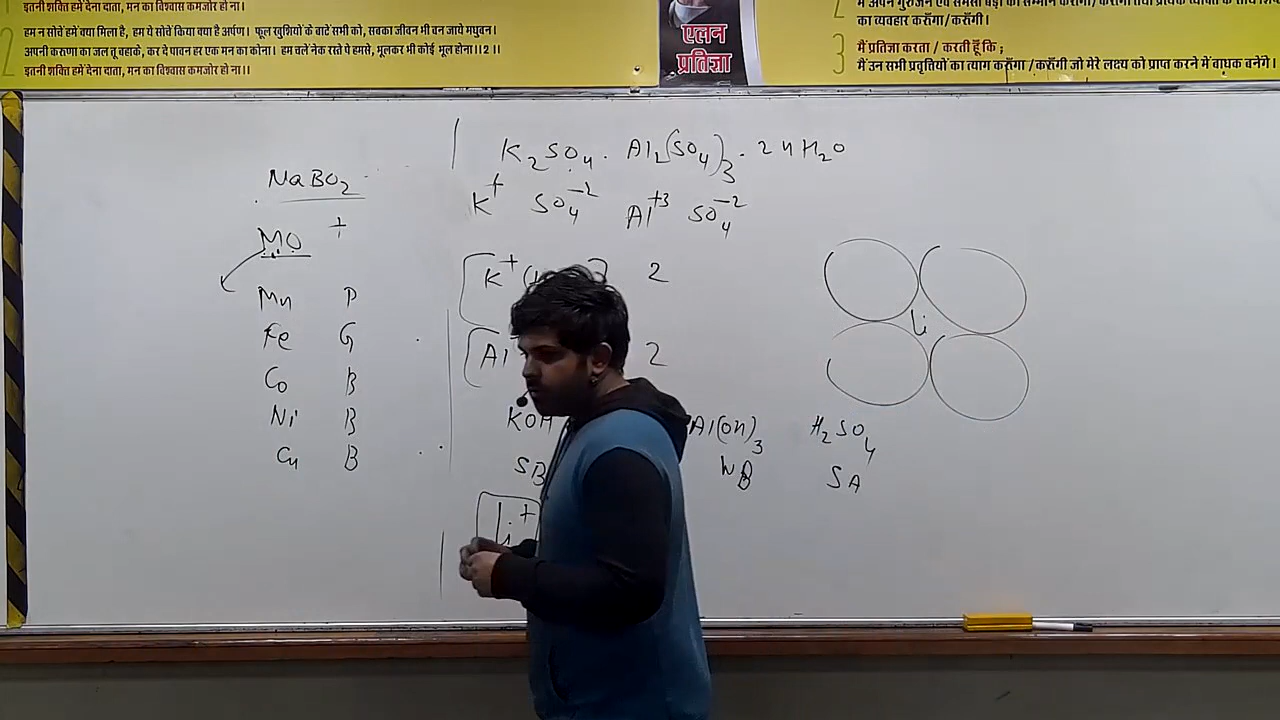 इतनी शक्ति हमें देना दाता, मन का विश्वास कमजोर हो ना।
हम न सोचें हमें क्या मिला है, हम ये सोचें किया क्या है अर्पण। फूल खुशियों के बाटें सभी को, सबका जीवन भी बन जाये मधुबन।
2 अपनी करुणा का जल तू बहाके, कर दे पावन हर एक मन का कोना। हम चलें नेक रस्ते पे हमसे, भूलकर भी कोई भूल होना।।2।।
इतनी शक्ति हमें देना दाता, मन का विश्वास कमजोर हो ना।।
एलन
प्रतिज्ञा
का व्यवहार करूँगा/करूँगी।
3 मैं प्रतिज्ञा करता / करती हूँ कि ;
मैं उन सभी प्रवृत्तियों का त्याग करूँगा/करूँगी जो मेरे लक्ष्य को प्राप्त करने में बाधक बनेंगे।
NaBO2
MO +
Mn P
Fe G
Co B
Ni B
Cu B
K2SO4 . Al2(SO4)3 . 24H2O
K+ SO4-2 Al+3 SO4-2
K+ 2
Al 2
KOH Al(OH)3 H2SO4
SB WB SA
Li+
Li